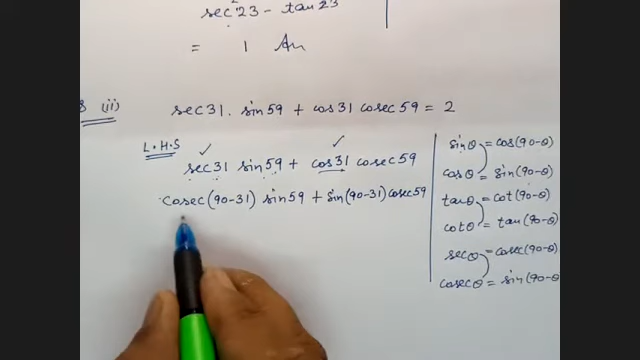 sec²23 - tan²23
= 1 An
8 (ii) sec31. sin59 + cos31 cosec59 = 2
L.H.S
sec31 sin59 + cos31 cosec59
cosec(90-31) sin59 + sin(90-31) cosec59
sinθ = cos(90-θ)
cosθ = sin(90-θ)
tanθ = cot(90-θ)
cotθ = tan(90-θ)
secθ = cosec(90-θ)
cosecθ = sin(90-θ